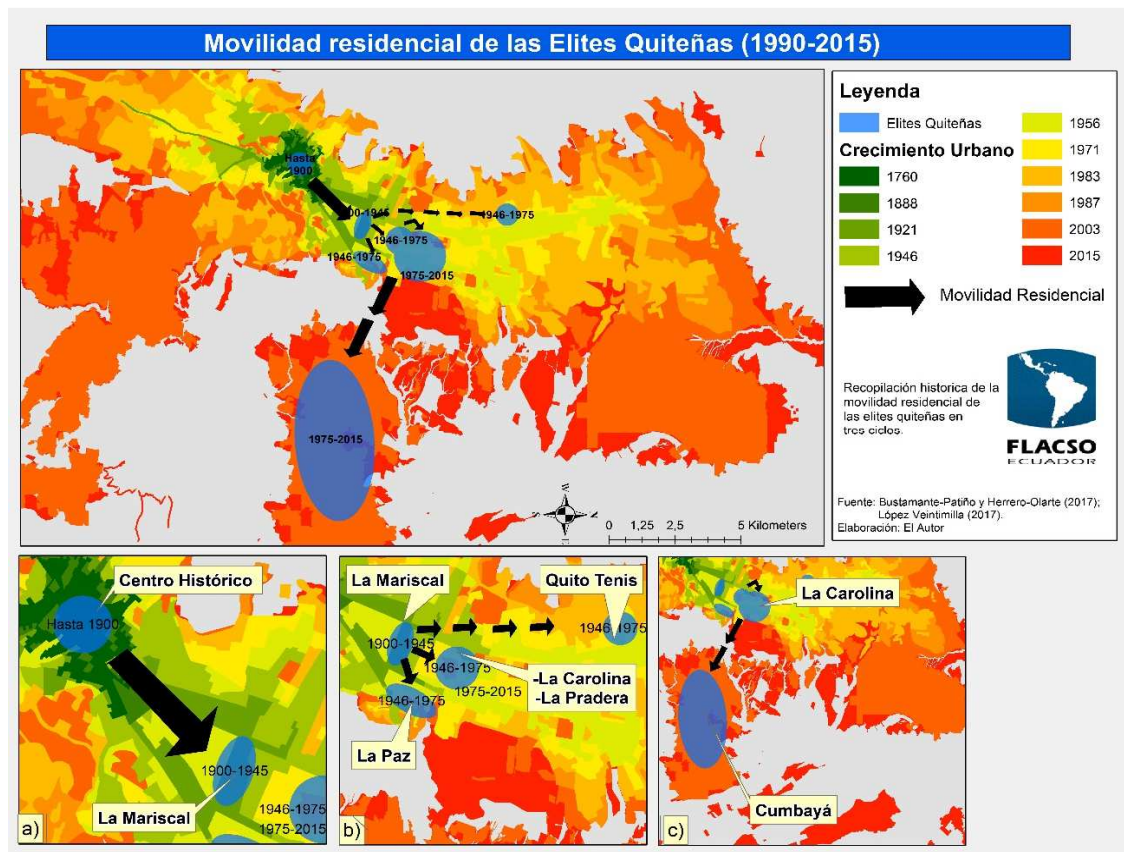 Movilidad residencial de las Elites Quiteñas (1990-2015)
Hasta
1900
00-1945
1946-1975
1946-1975
1946-1975
1975-2015
1975-2015
W
S
N
E
0 1,25 2,5 5 Kilometers
Leyenda
Elites Quiteñas
Crecimiento Urbano
1760
1888
1921
1946
1956
1971
1983
1987
2003
2015
Movilidad Residencial
Recopilación historica de la
movilidad residencial de
las elites quiteñas en
tres ciclos.
FLACSO
ECUADOR
Fuente: Bustamante-Patiño y Herrero-Olarte (2017);
López Veintimilla (2017).
Elaboración: El Autor
Centro Histórico
Hasta 1900
1900-1945
La Mariscal
1946-1975
1975-2015
a)
La Mariscal
Quito Tenis
1946-1975
1900-1945
1946-1975
1975-2015
-La Carolina
-La Pradera
1946-1975
La Paz
b)
La Carolina
Cumbayá
c)